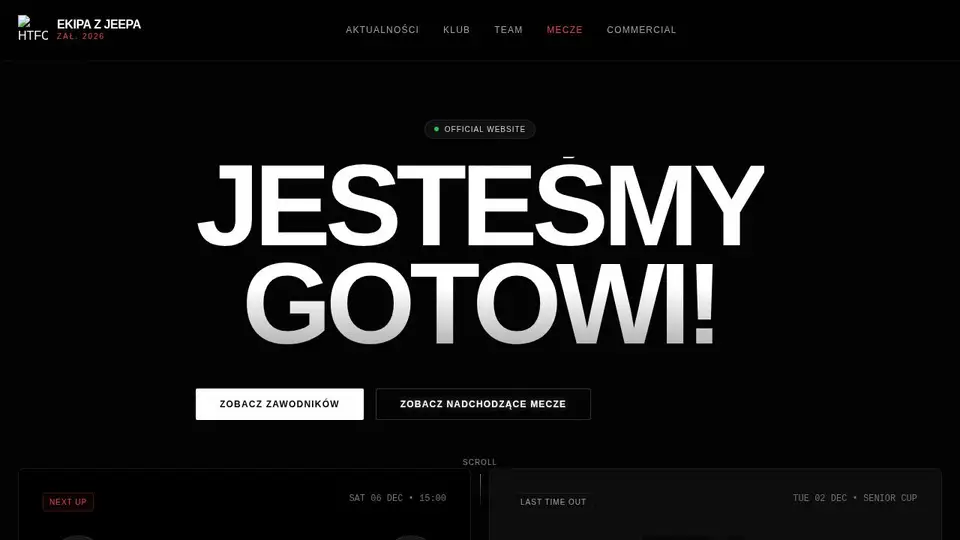 HTFC
EKIPA Z JEEPA
ZAŁ. 2026
AKTUALNOŚCI
KLUB
TEAM
MECZE
COMMERCIAL
OFFICIAL WEBSITE
JESTEŚMY
GOTOWI!
ZOBACZ ZAWODNIKÓW
ZOBACZ NADCHODZĄCE MECZE
SCROLL
NEXT UP
SAT 06 DEC • 15:00
LAST TIME OUT
TUE 02 DEC • SENIOR CUP